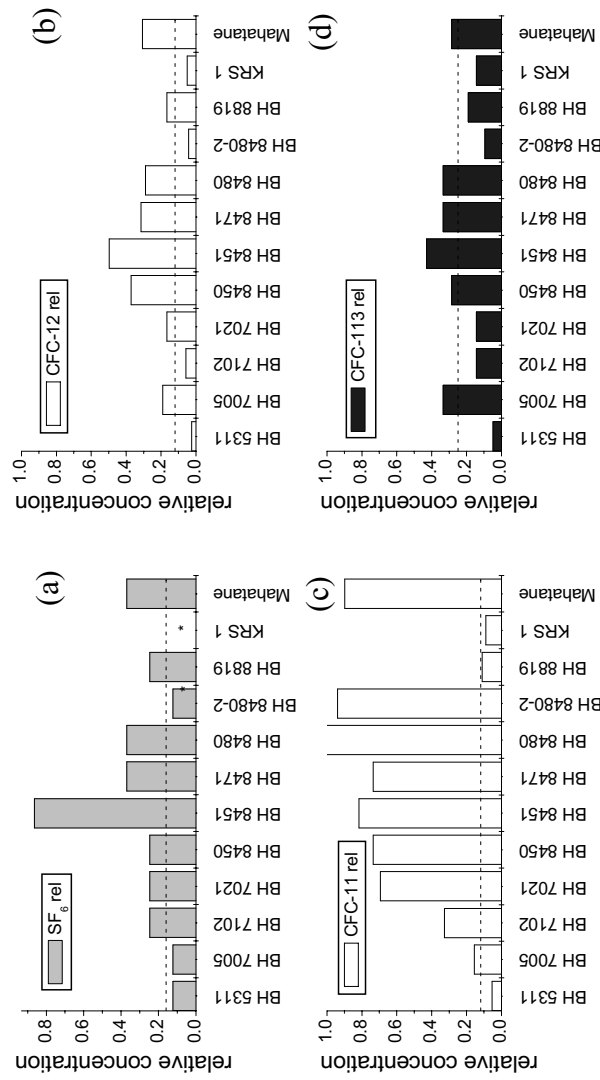 (a)
SF6 rel
relative concentration
0.8
0.6
0.4
0.2
0.0
BH 5311
BH 7005
BH 7102
BH 7021
BH 8450
BH 8451
BH 8471
BH 8480
BH 8480-2
BH 8819
KRS 1
Mahatane
*
*
(b)
CFC-12 rel
relative concentration
1.0
0.8
0.6
0.4
0.2
0.0
BH 5311
BH 7005
BH 7102
BH 7021
BH 8450
BH 8451
BH 8471
BH 8480
BH 8480-2
BH 8819
KRS 1
Mahatane
(c)
CFC-11 rel
relative concentration
1.0
0.8
0.6
0.4
0.2
0.0
BH 5311
BH 7005
BH 7102
BH 7021
BH 8450
BH 8451
BH 8471
BH 8480
BH 8480-2
BH 8819
KRS 1
Mahatane
(d)
CFC-113 rel
relative concentration
1.0
0.8
0.6
0.4
0.2
0.0
BH 5311
BH 7005
BH 7102
BH 7021
BH 8450
BH 8451
BH 8471
BH 8480
BH 8480-2
BH 8819
KRS 1
Mahatane